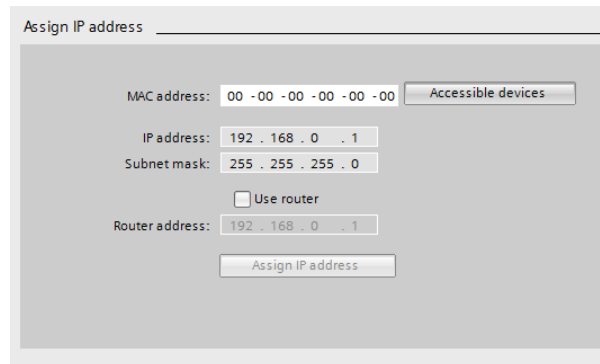 Assign IP address
MAC address: 00 -00 -00 -00 -00 -00 Accessible devices
IP address: 192 . 168 . 0 . 1
Subnet mask: 255 . 255 . 255 . 0
Use router
Router address: 192 . 168 . 0 . 1
Assign IP address